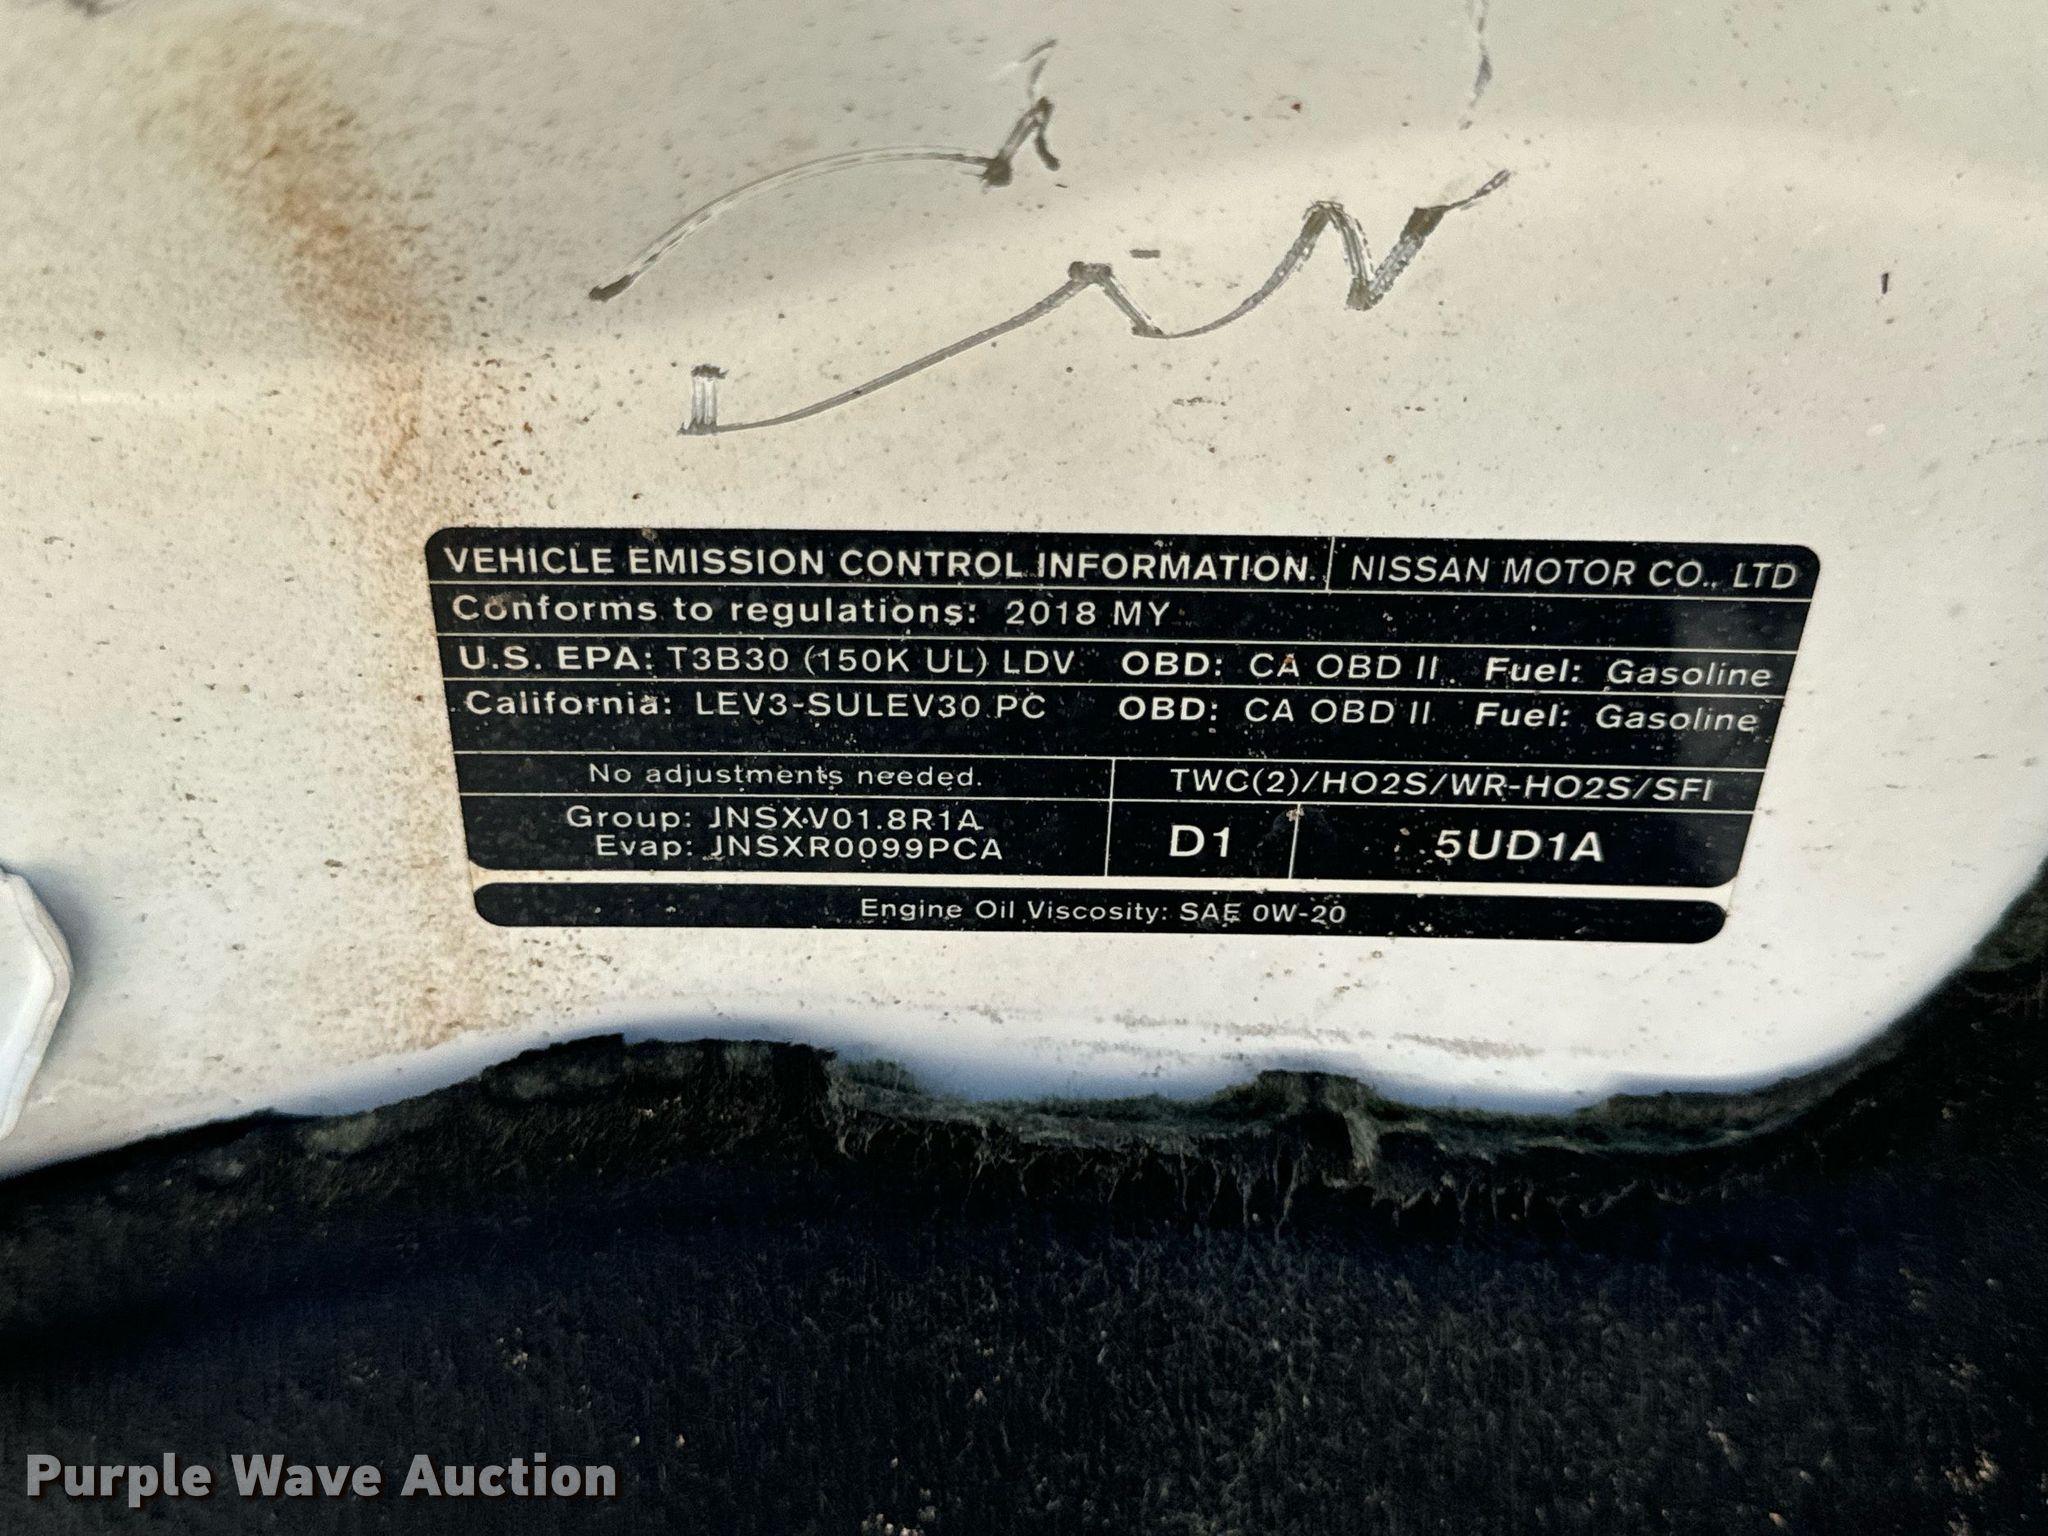 VEHICLE EMISSION CONTROL INFORMATION NISSAN MOTOR CO., LTD
Conforms to regulations: 2018 MY
U.S. EPA: T3B30 (150K UL) LDV OBD: CA OBD II Fuel: Gasoline
California: LEV3-SULEV30 PC OBD: CA OBD II Fuel: Gasoline
No adjustments needed. TWC(2)/HO2S/WR-HO2S/SFI
Group: JNSXV01.8R1A
Evap: JNSXR0099PCA
D1 5UD1A
Engine Oil Viscosity: SAE 0W-20
Purple Wave Auction